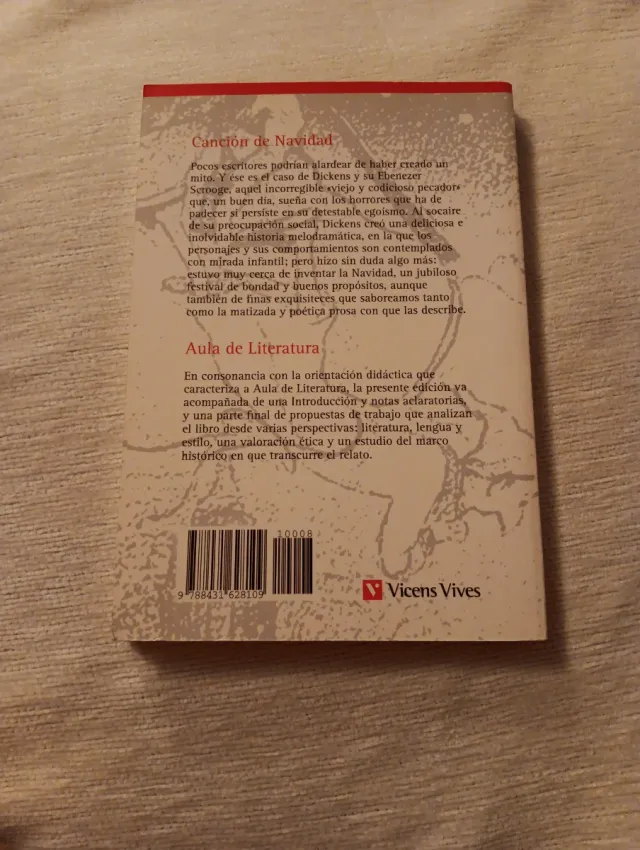 Canción de Navidad
Pocos escritores podrían alardear de haber creado un
mito. Y ése es el caso de Dickens y su Ebenezer
Scrooge, aquel incorregible «viejo y codicioso pecador»
que, un buen día, sueña con los horrores que ha de
padecer si persiste en su detestable egoísmo. Al socaire
de su preocupación social, Dickens creó una deliciosa e
inolvidable historia melodramática, en la que los
personajes y sus comportamientos son contemplados
con mirada infantil; pero hizo sin duda algo más:
estuvo muy cerca de inventar la Navidad, un jubiloso
festival de bondad y buenos propósitos, aunque
también de finas exquisiteces que saboreamos tanto
como la matizada y poética prosa con que las describe.
Aula de Literatura
En consonancia con la orientación didáctica que
caracteriza a Aula de Literatura, la presente edición va
acompañada de una Introducción y notas aclaratorias,
y una parte final de propuestas de trabajo que analizan
el libro desde varias perspectivas: literatura, lengua y
estilo, una valoración ética y un estudio del marco
histórico en que transcurre el relato.
10008
9 788431 628109
Vicens Vives